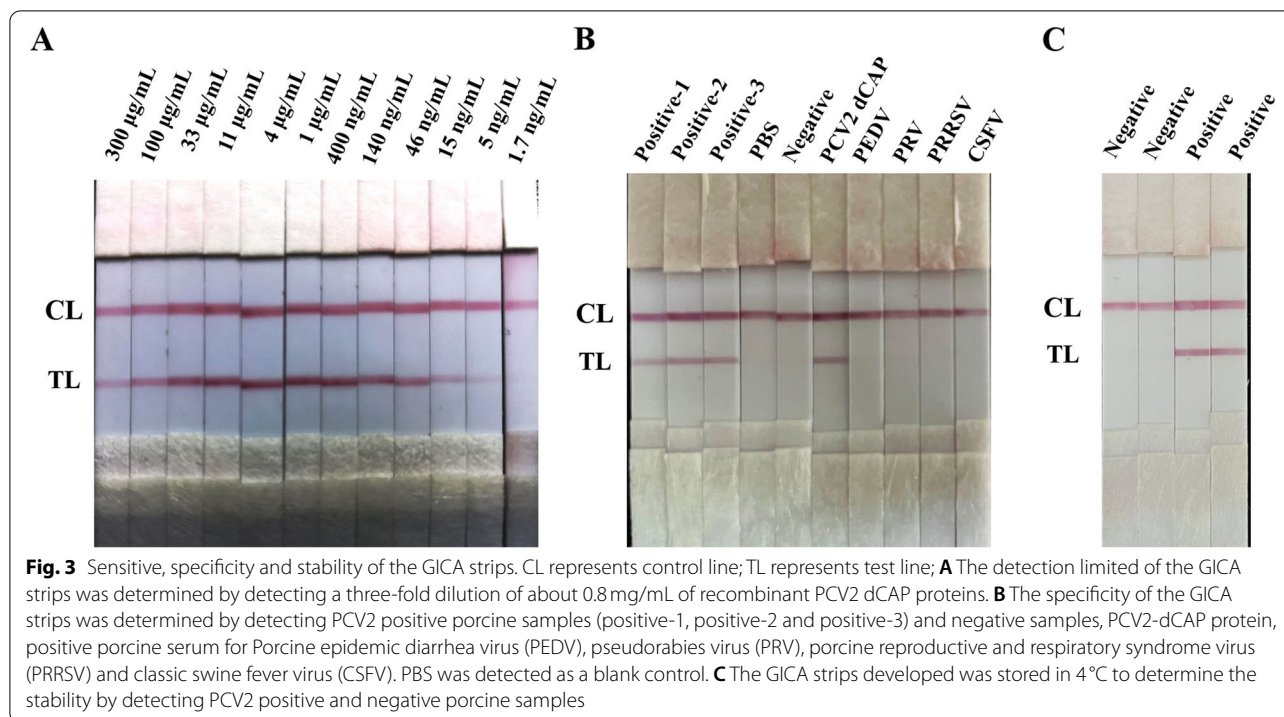 A
B
C
300 µg/mL
100 µg/mL
33 µg/mL
11 µg/mL
4 µg/mL
1 µg/mL
400 ng/mL
140 ng/mL
46 ng/mL
15 ng/mL
5 ng/mL
1.7 ng/mL
Positive-1
Positive-2
Positive-3
PBS
Negative
PCV2 dCAP
PEDV
PRV
PRRSV
CSFV
Negative
Negative
Positive
Positive
CL
TL
CL
TL
CL
TL
Fig. 3 Sensitive, specificity and stability of the GICA strips. CL represents control line; TL represents test line; A The detection limited of the GICA
strips was determined by detecting a three-fold dilution of about 0.8 mg/mL of recombinant PCV2 dCAP proteins. B The specificity of the GICA
strips was determined by detecting PCV2 positive porcine samples (positive-1, positive-2 and positive-3) and negative samples, PCV2-dCAP protein,
positive porcine serum for Porcine epidemic diarrhea virus (PEDV), pseudorabies virus (PRV), porcine reproductive and respiratory syndrome virus
(PRRSV) and classic swine fever virus (CSFV). PBS was detected as a blank control. C The GICA strips developed was stored in 4 °C to determine the
stability by detecting PCV2 positive and negative porcine samples